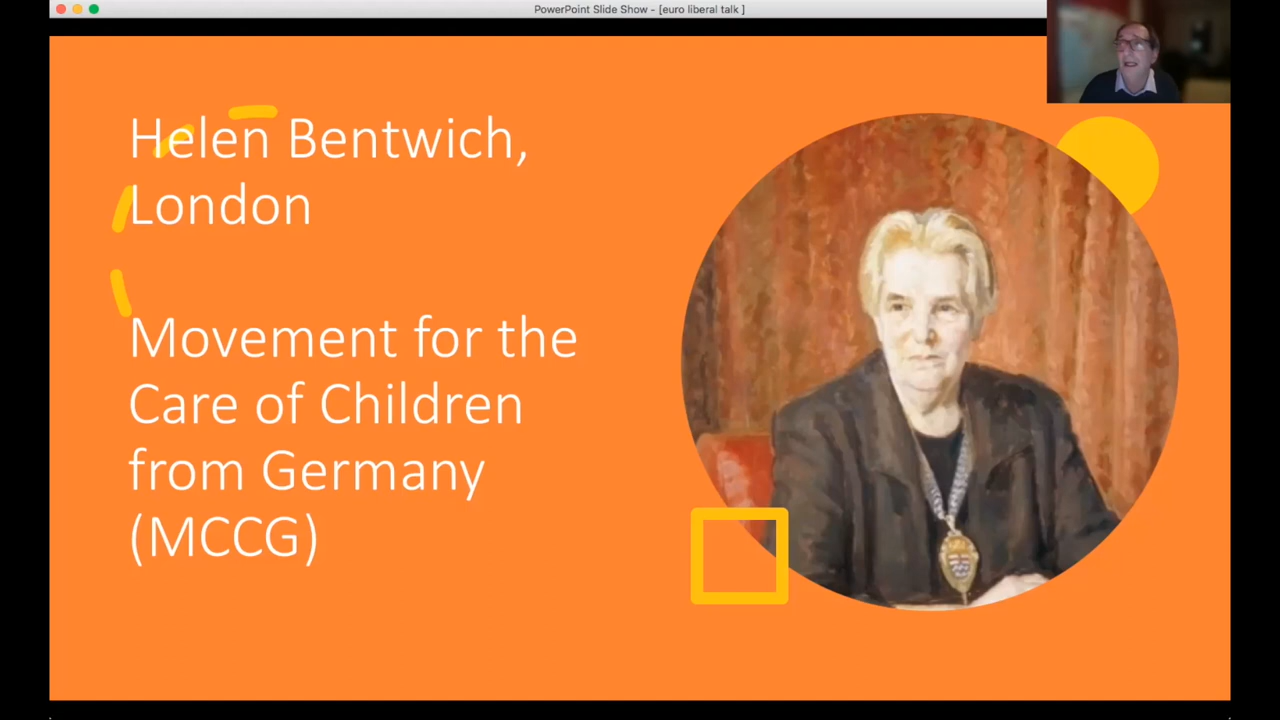 PowerPoint Slide Show - [euro liberal talk ]
Helen Bentwich,
London
Movement for the
Care of Children
from Germany
(MCCG)